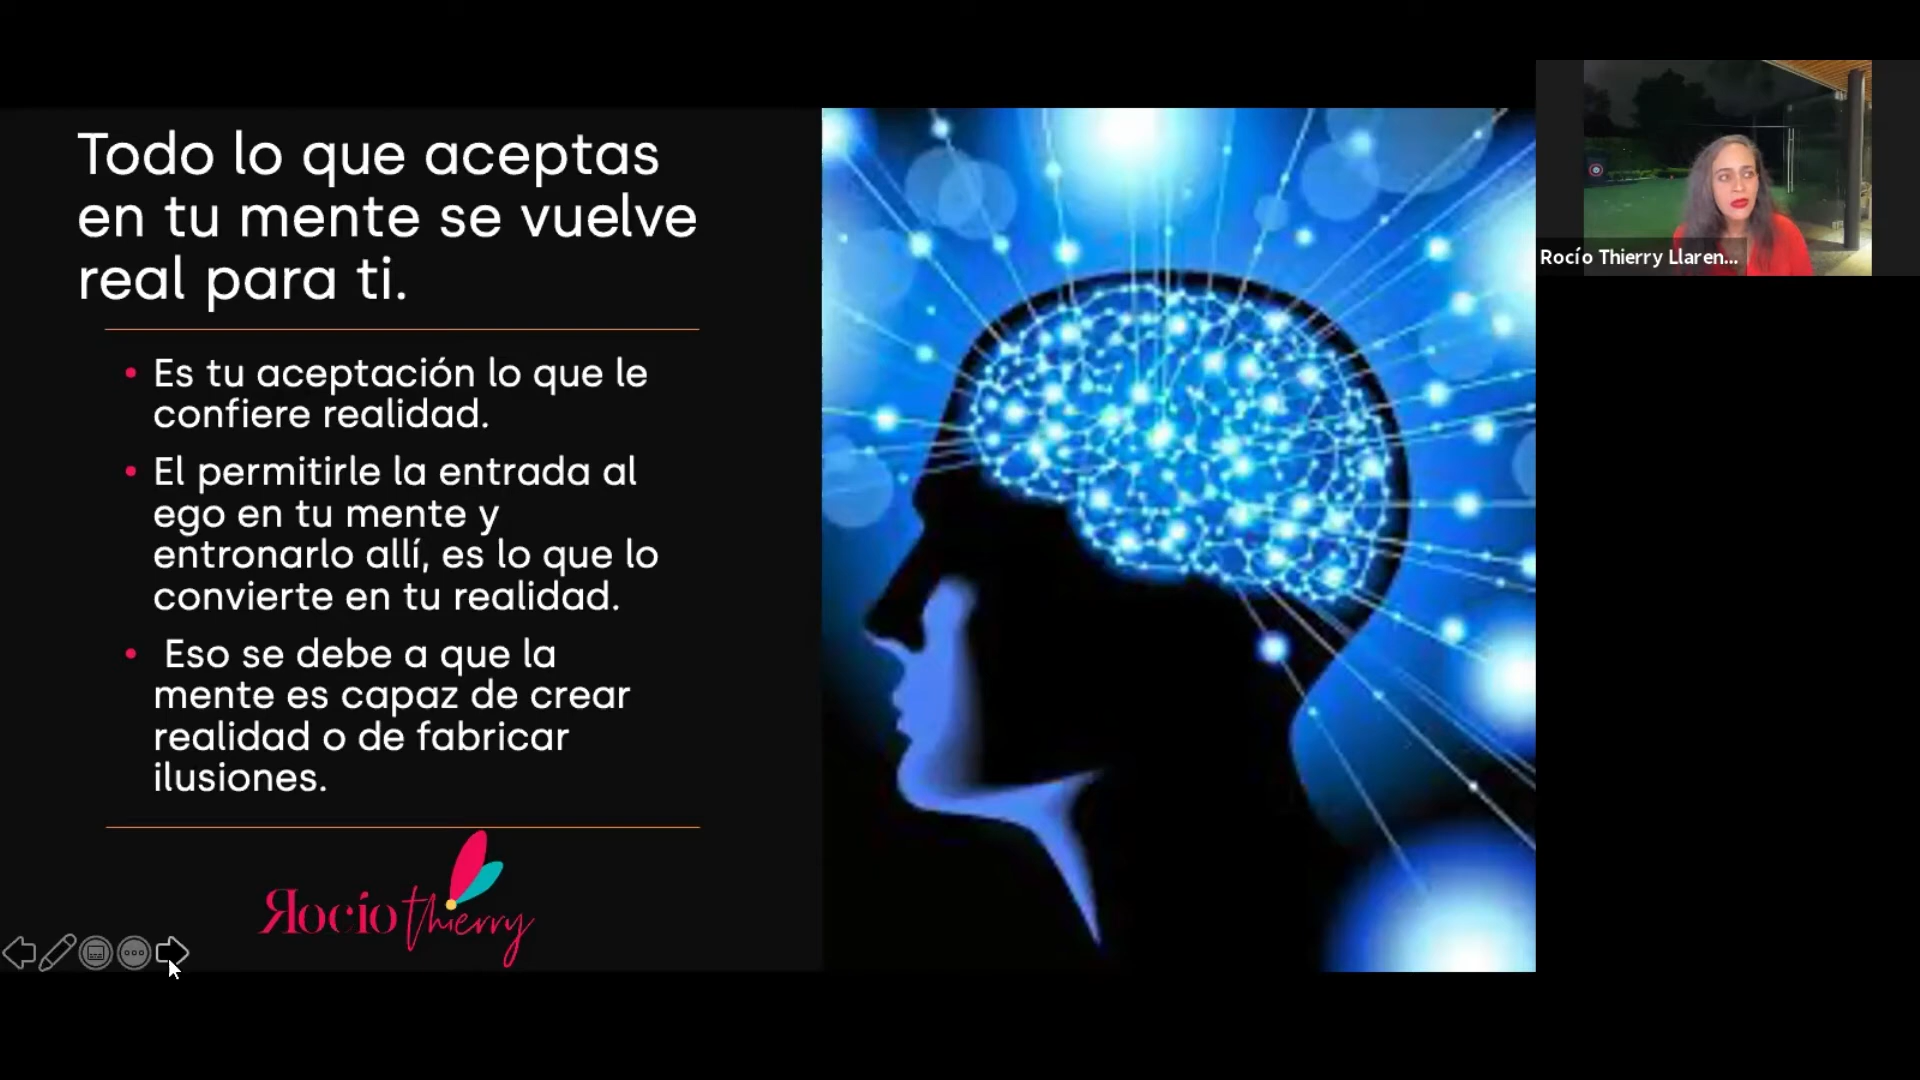 Todo lo que aceptas
en tu mente se vuelve
real para ti.
• Es tu aceptación lo que le
confiere realidad.
• El permitirle la entrada al
ego en tu mente y
entronarlo allí, es lo que lo
convierte en tu realidad.
• Eso se debe a que la
mente es capaz de crear
realidad o de fabricar
ilusiones.
Rocío Thierry
Rocío Thierry Llaren...